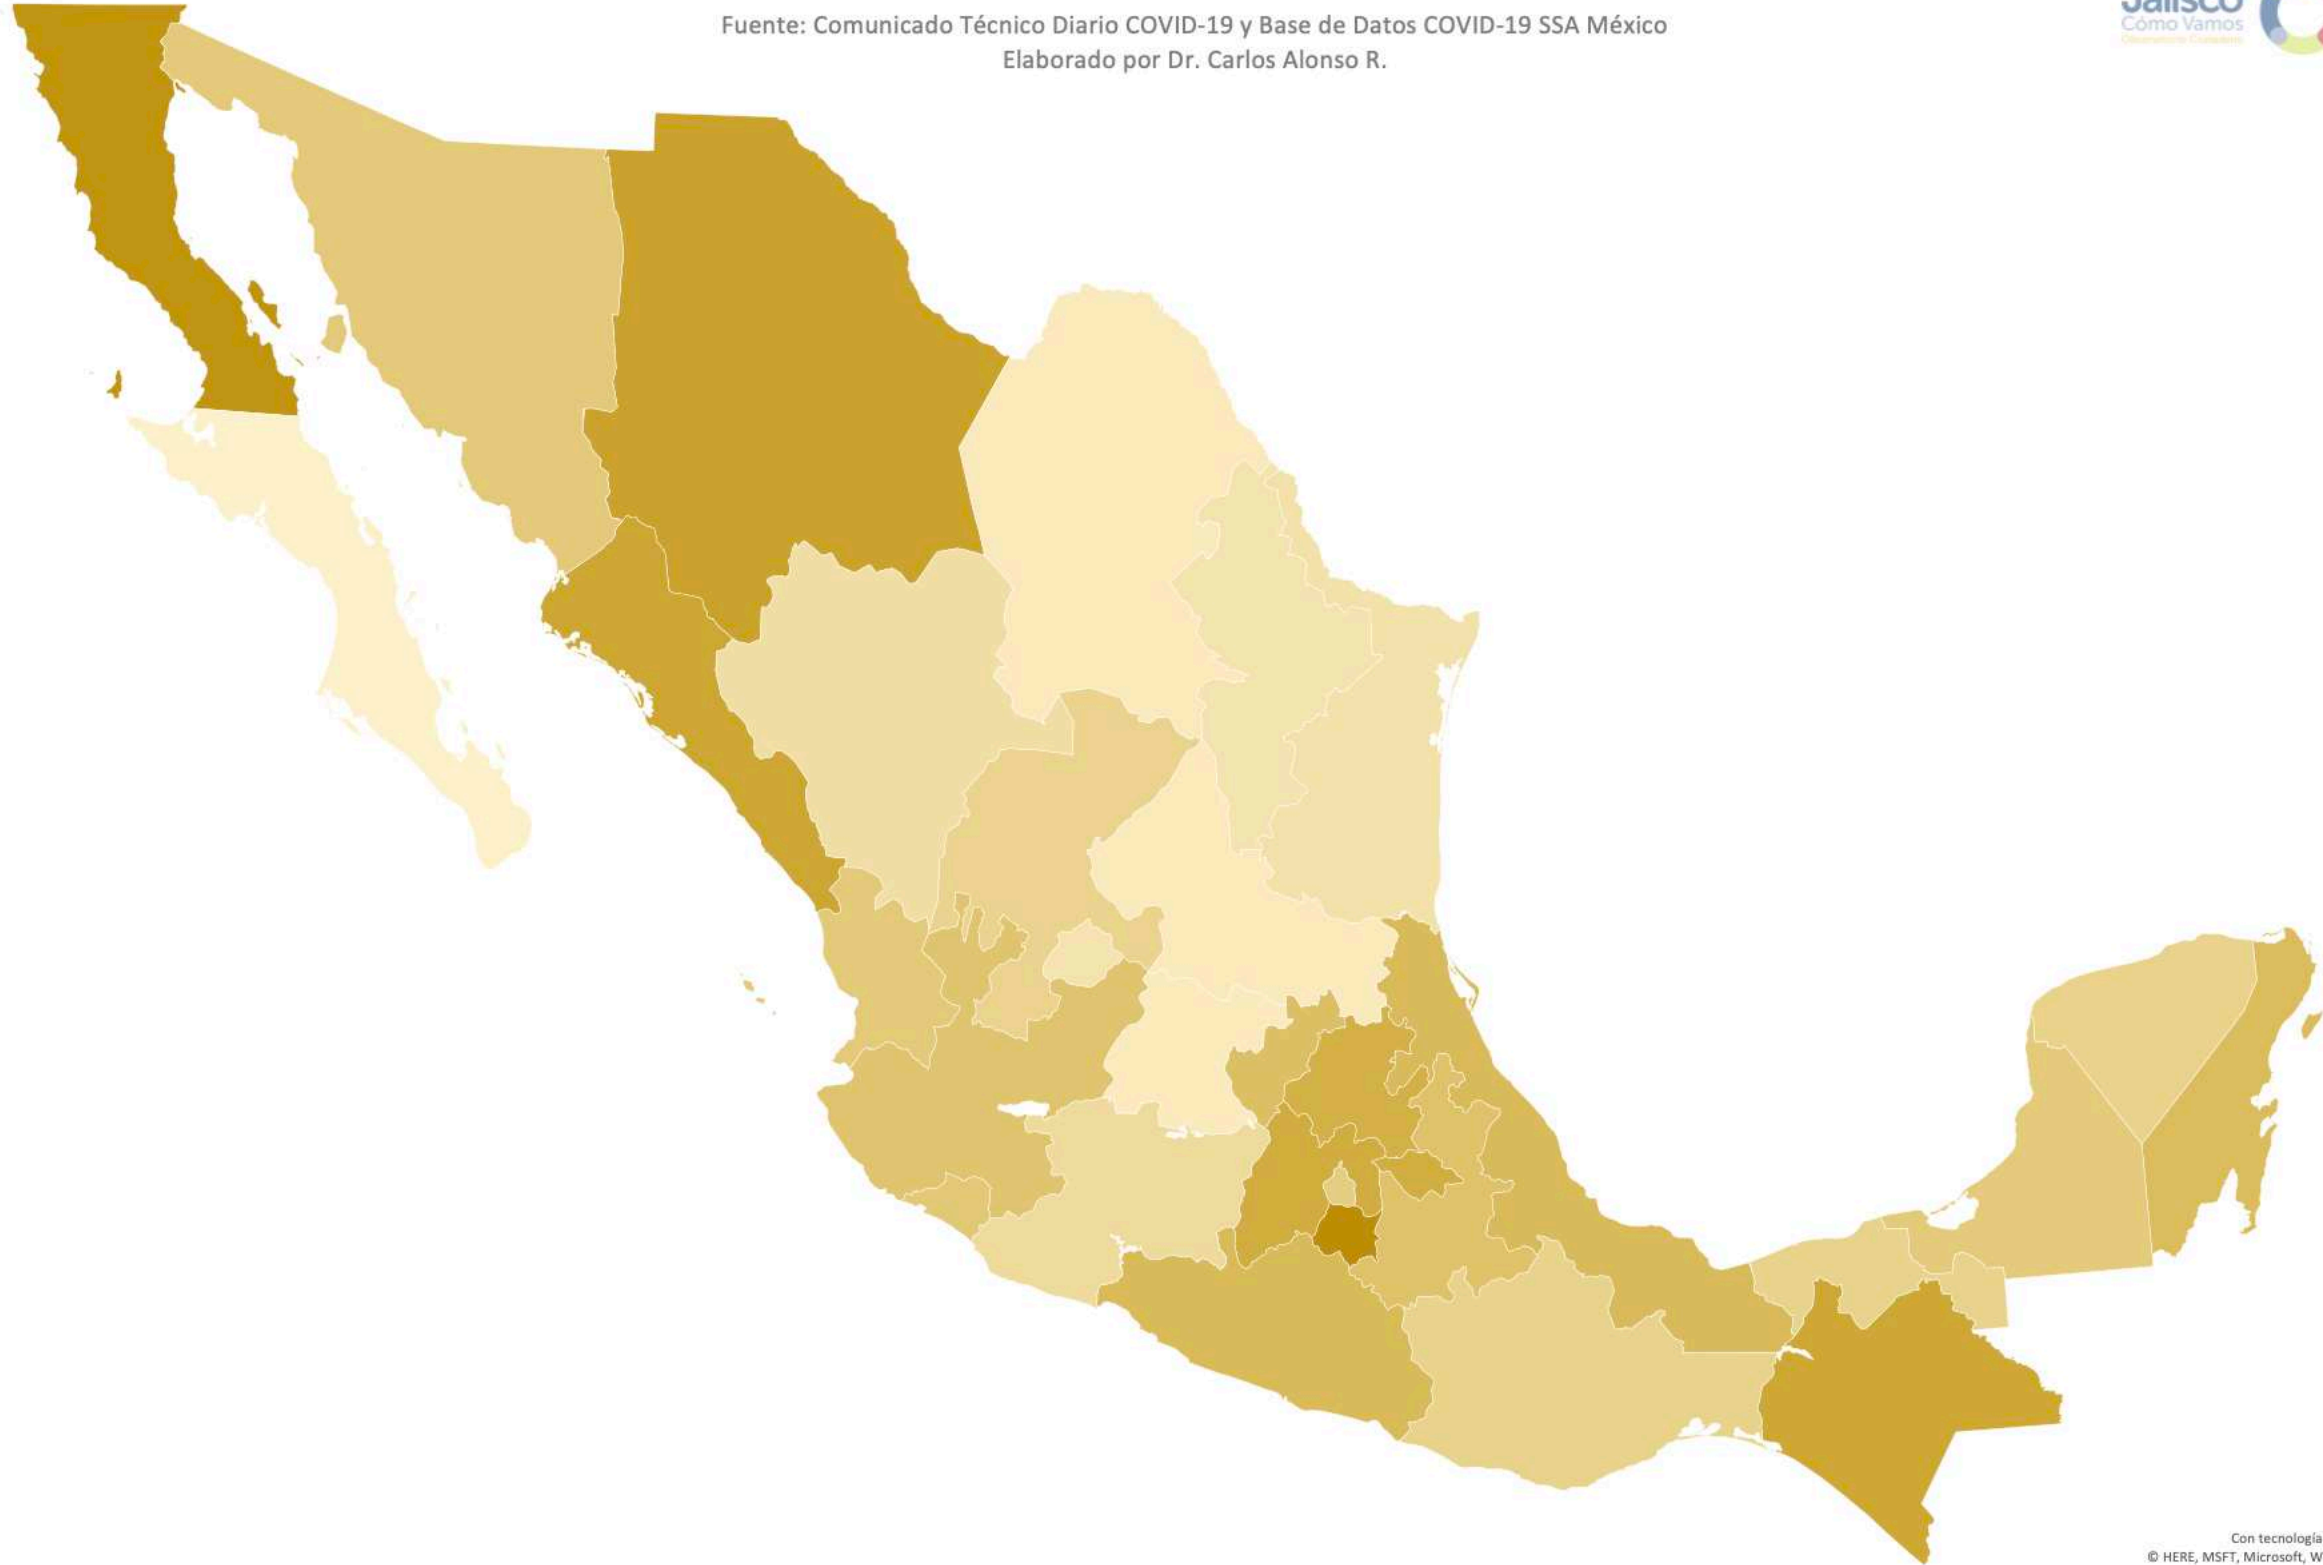 Fuente: Comunicado Técnico Diario COVID-19 y Base de Datos COVID-19 SSA México
Elaborado por Dr. Carlos Alonso R.
Jalisco
Cómo Vamos
Con tecnología
© HERE, MSFT, Microsoft, W